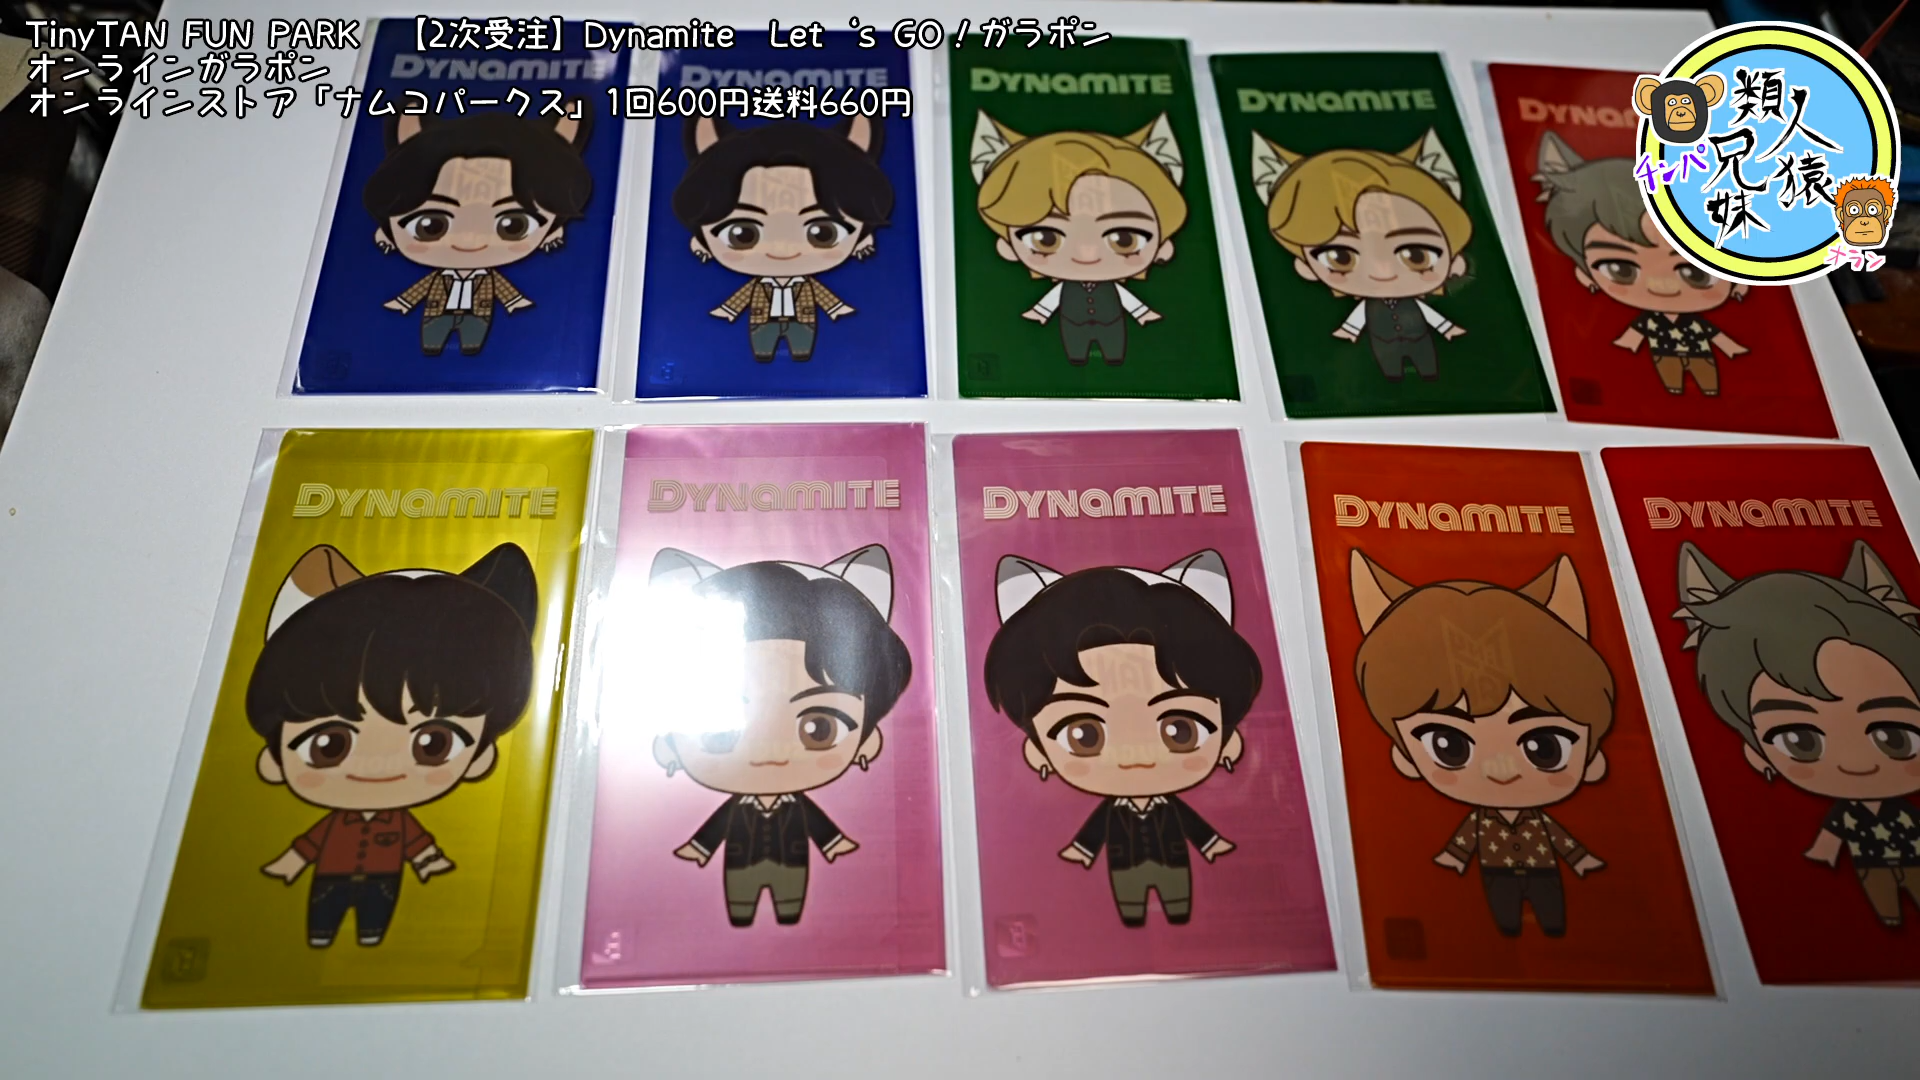 TinyTAN FUN PARK 【2次受注】Dynamite Let‘s GO！ガラポン
オンラインガラポン
オンラインストア「ナムコパークス」1回600円送料660円
類人猿
兄妹
チンパ
オラン
DYNAMITE
DYNAMITE
DYNAMITE
DYNAMITE
DYNAM
DYNAMITE
DYNAMITE
DYNAMITE
DYNAMITE
DYNAMITE